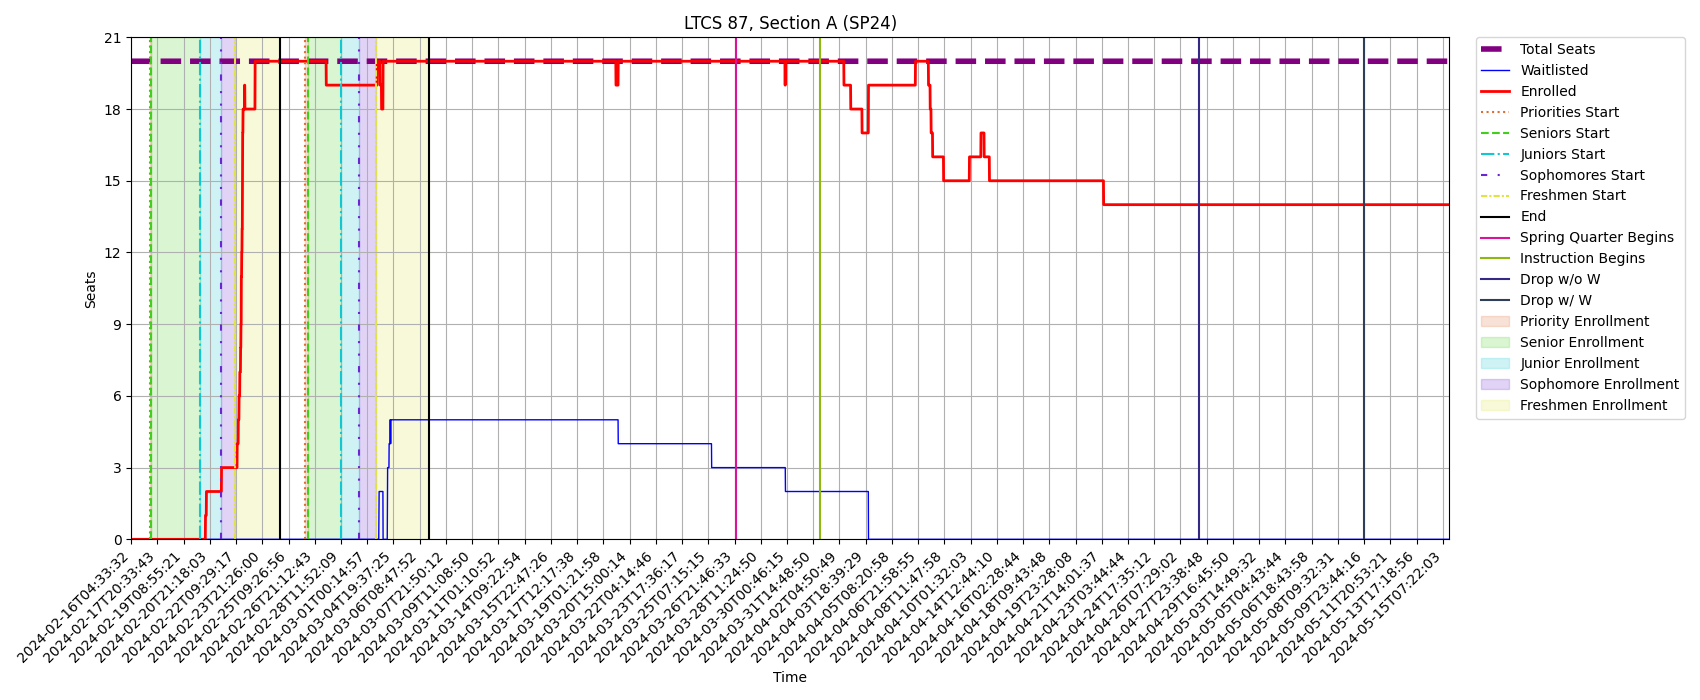 LTCS 87, Section A (SP24)
Seats
21
18
15
12
9
6
3
0
2024-02-16T04:33:32
2024-02-17T20:33:43
2024-02-19T08:55:21
2024-02-20T21:18:03
2024-02-22T09:29:17
2024-02-23T21:26:00
2024-02-25T09:26:56
2024-02-26T21:12:43
2024-02-28T11:52:09
2024-03-01T00:14:57
2024-03-04T19:37:25
2024-03-06T08:47:52
2024-03-07T21:50:12
2024-03-09T11:08:50
2024-03-11T01:10:52
2024-03-14T09:22:54
2024-03-15T22:47:26
2024-03-17T12:17:38
2024-03-19T01:21:58
2024-03-20T15:00:14
2024-03-22T04:14:46
2024-03-23T17:36:17
2024-03-25T07:15:15
2024-03-26T21:46:33
2024-03-28T11:24:50
2024-03-30T00:46:15
2024-03-31T14:48:50
2024-04-02T04:50:49
2024-04-03T18:39:29
2024-04-05T08:20:58
2024-04-06T21:58:55
2024-04-08T11:47:58
2024-04-10T01:32:03
2024-04-14T12:44:10
2024-04-16T02:28:44
2024-04-18T09:43:48
2024-04-19T23:28:08
2024-04-21T14:01:37
2024-04-23T03:44:44
2024-04-24T17:35:12
2024-04-26T07:29:02
2024-04-27T23:38:48
2024-04-29T16:45:50
2024-05-03T14:49:32
2024-05-05T04:43:44
2024-05-06T18:43:58
2024-05-08T09:32:31
2024-05-09T23:44:16
2024-05-11T20:53:21
2024-05-13T17:18:56
2024-05-15T07:22:03
Time
Total Seats
Waitlisted
Enrolled
Priorities Start
Seniors Start
Juniors Start
Sophomores Start
Freshmen Start
End
Spring Quarter Begins
Instruction Begins
Drop w/o W
Drop w/ W
Priority Enrollment
Senior Enrollment
Junior Enrollment
Sophomore Enrollment
Freshmen Enrollment